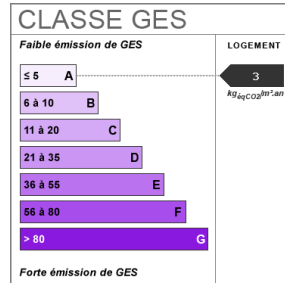 CLASSE GES
Faible émission de GES
LOGEMENT
≤ 5 A
3
kgéqCO2/m².an
6 à 10 B
11 à 20 C
21 à 35 D
36 à 55 E
56 à 80 F
> 80 G
Forte émission de GES